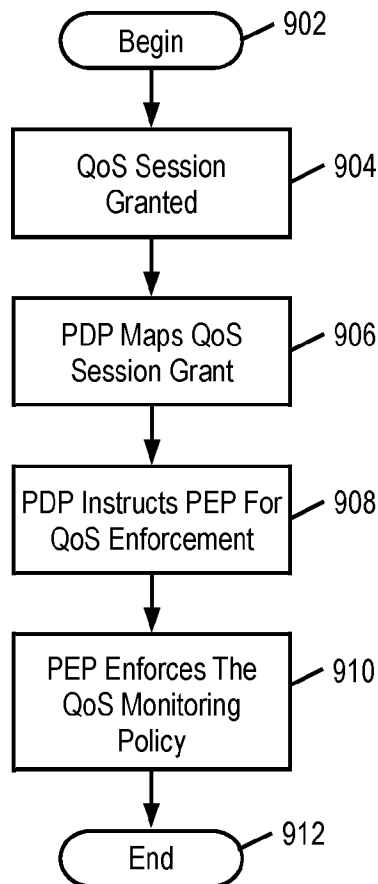 Begin
902
QoS Session
Granted
904
PDP Maps QoS
Session Grant
906
PDP Instructs PEP For
QoS Enforcement
908
PEP Enforces The
QoS Monitoring
Policy
910
End
912